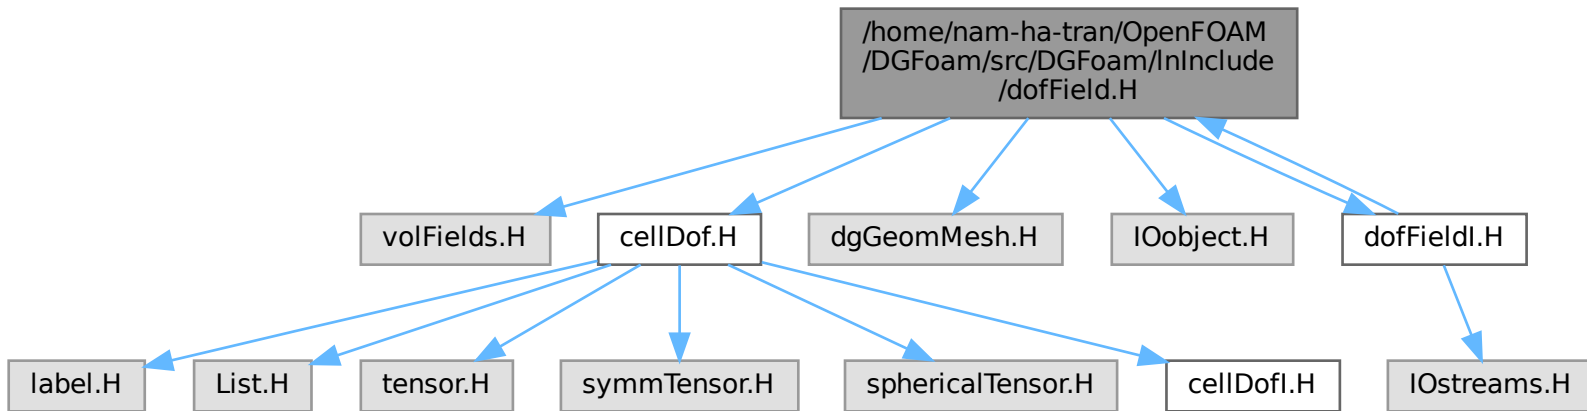 /home/nam-ha-tran/OpenFOAM
/DGFoam/src/DGFoam/lnInclude
/dofField.H
volFields.H
cellDof.H
dgGeomMesh.H
IOobject.H
dofFieldI.H
label.H
List.H
tensor.H
symmTensor.H
sphericalTensor.H
cellDofI.H
IOstreams.H